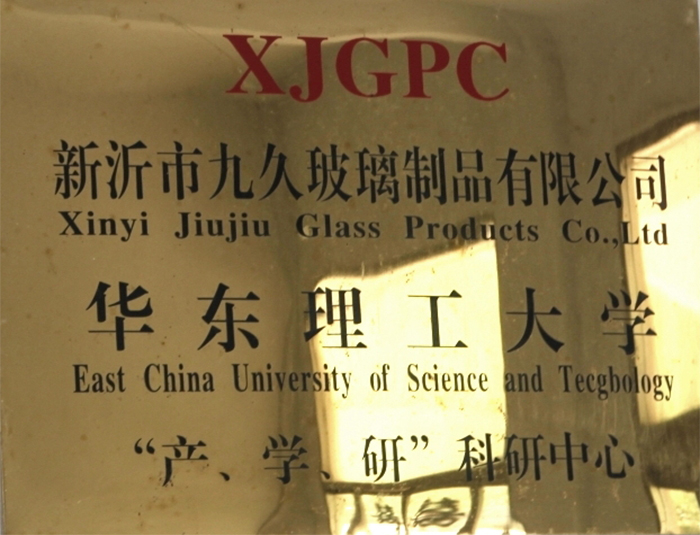 XJGPC
新沂市九久玻璃制品有限公司
Xinyi Jiujiu Glass Products Co.,Ltd
华东理工大学
East China University of Science and Tecgbology
“产、学、研”科研中心